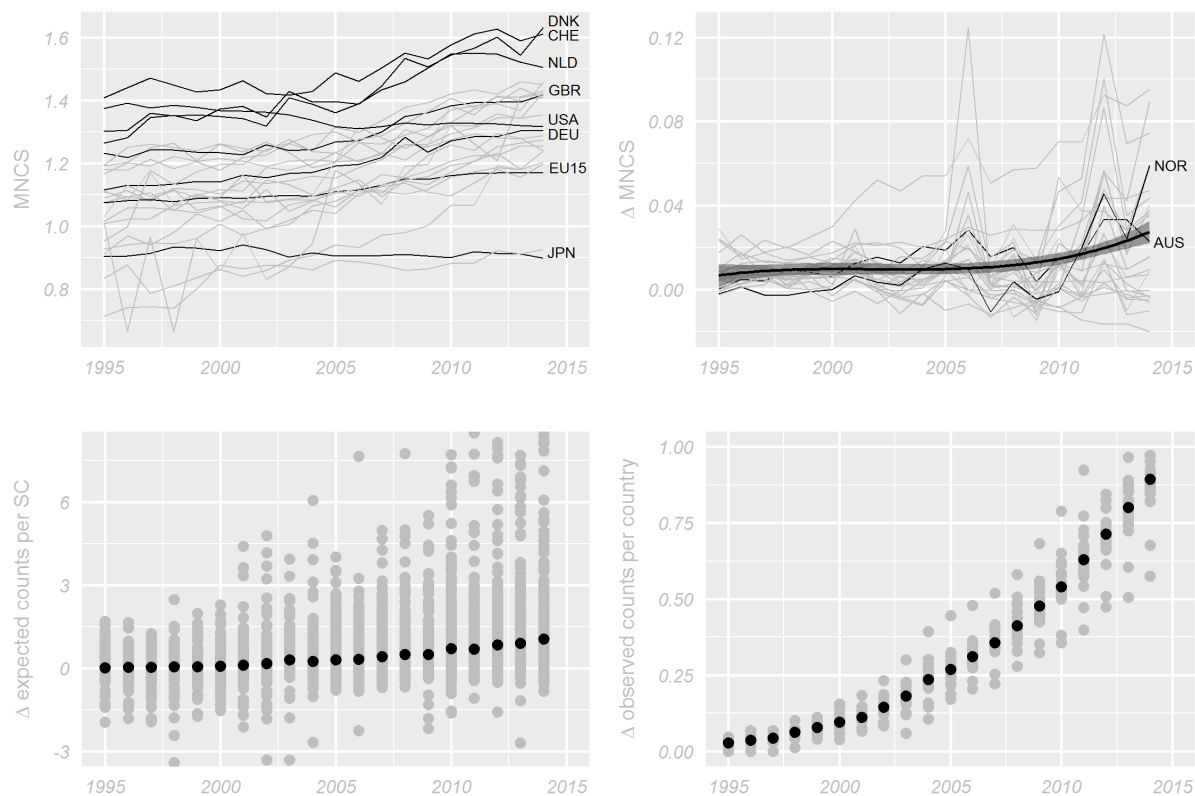 DNK
1.6
CHE
NLD
GBR
1.4
USA
DEU
1.2
EU15
1.0
JPN
0.8
MNCS
1995 2000 2005 2010 2015
0.12
0.08
NOR
0.04
AUS
0.00
Δ MNCS
1995 2000 2005 2010 2015
6
3
0
-3
Δ expected counts per SC
1995 2000 2005 2010 2015
1.00
0.75
0.50
0.25
0.00
Δ observed counts per country
1995 2000 2005 2010 2015